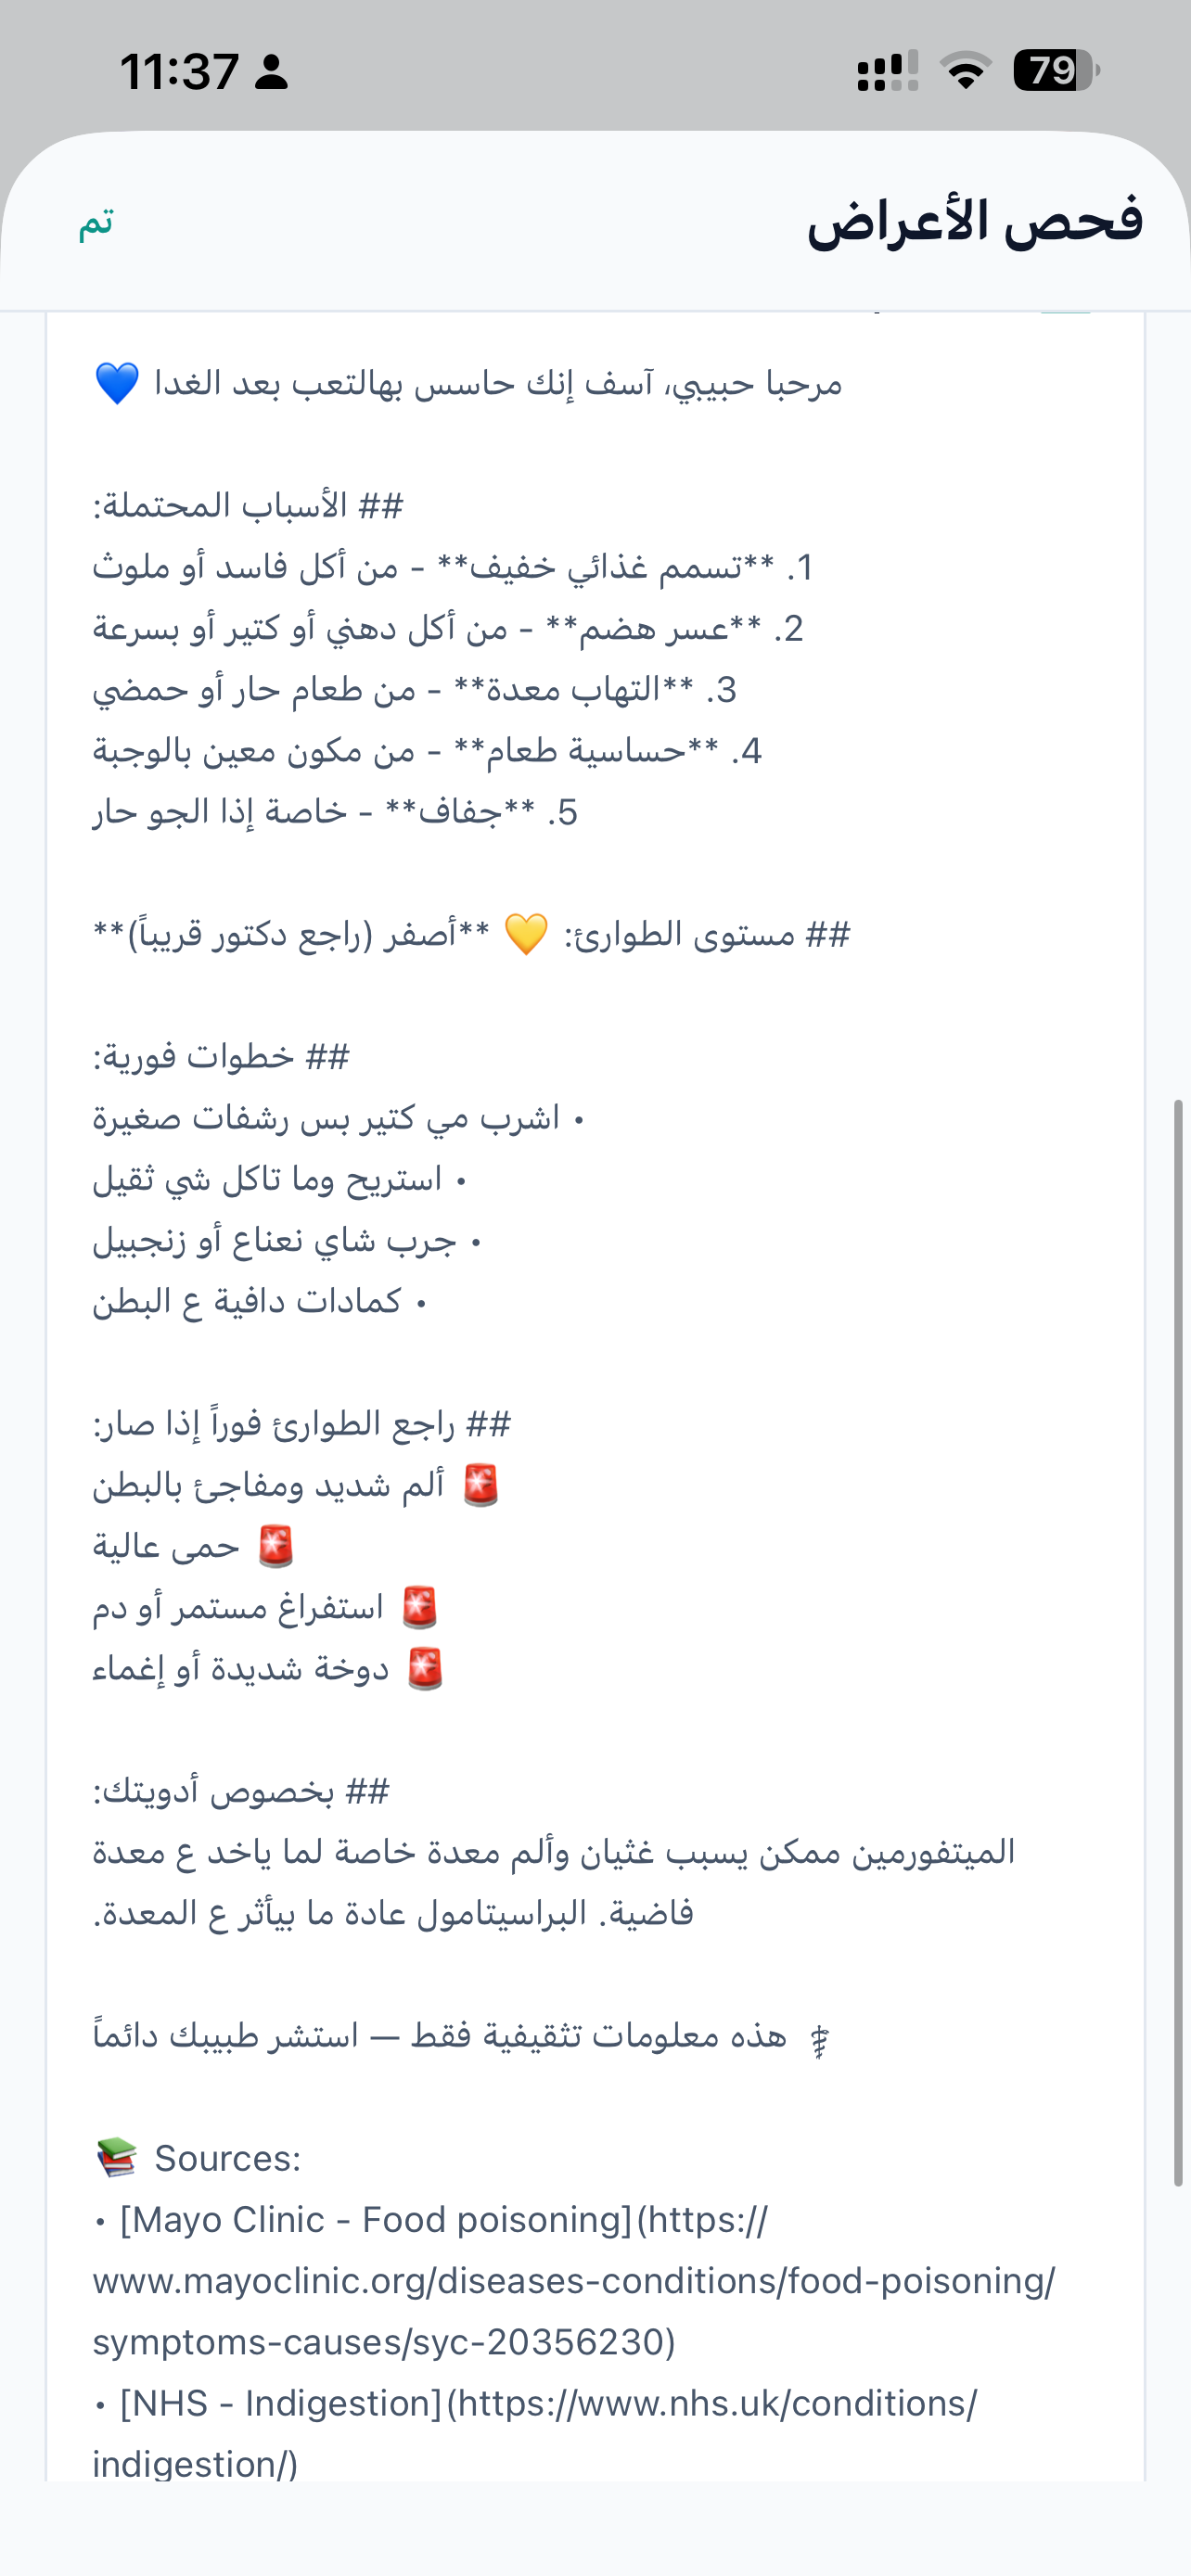 11:37
79
فحص الأعراض
تم
مرحبا حبيبي، آسف إنك حاسس بهالتعب بعد الغدا 💙
## الأسباب المحتملة:
1. **تسمم غذائي خفيف** - من أكل فاسد أو ملوث
2. **عسر هضم** - من أكل دهني أو كتير أو بسرعة
3. **التهاب معدة** - من طعام حار أو حمضي
4. **حساسية طعام** - من مكون معين بالوجبة
5. **جفاف** - خاصة إذا الجو حار
## مستوى الطوارئ: 💛 **أصفر (راجع دكتور قريباً)**
## خطوات فورية:
• اشرب مي كتير بس رشفات صغيرة
• استريح وما تاكل شي ثقيل
• جرب شاي نعناع أو زنجبيل
• كمادات دافية ع البطن
## راجع الطوارئ فوراً إذا صار:
🚨 ألم شديد ومفاجئ بالبطن
🚨 حمى عالية
🚨 استفراغ مستمر أو دم
🚨 دوخة شديدة أو إغماء
## بخصوص أدويتك:
الميتفورمين ممكن يسبب غثيان وألم معدة خاصة لما ياخد ع معدة
فاضية. البراسيتامول عادة ما بيأثر ع المعدة.
⚕ هذه معلومات تثقيفية فقط — استشر طبيبك دائماً
📚 Sources:
• [Mayo Clinic - Food poisoning](https://
www.mayoclinic.org/diseases-conditions/food-poisoning/
symptoms-causes/syc-20356230)
• [NHS - Indigestion](https://www.nhs.uk/conditions/
indigestion/)